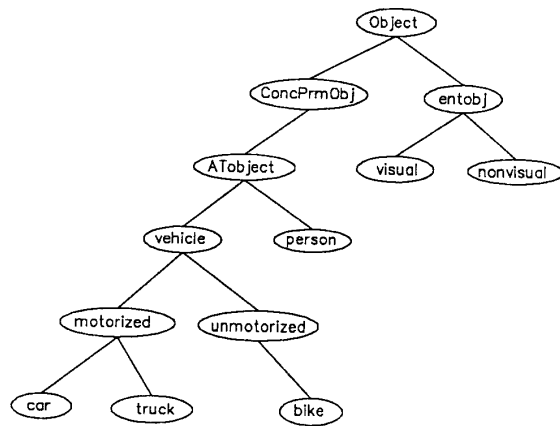 Object
ConcPrmObj
entobj
ATobject
visual
nonvisual
vehicle
person
motorized
unmotorized
car
truck
bike